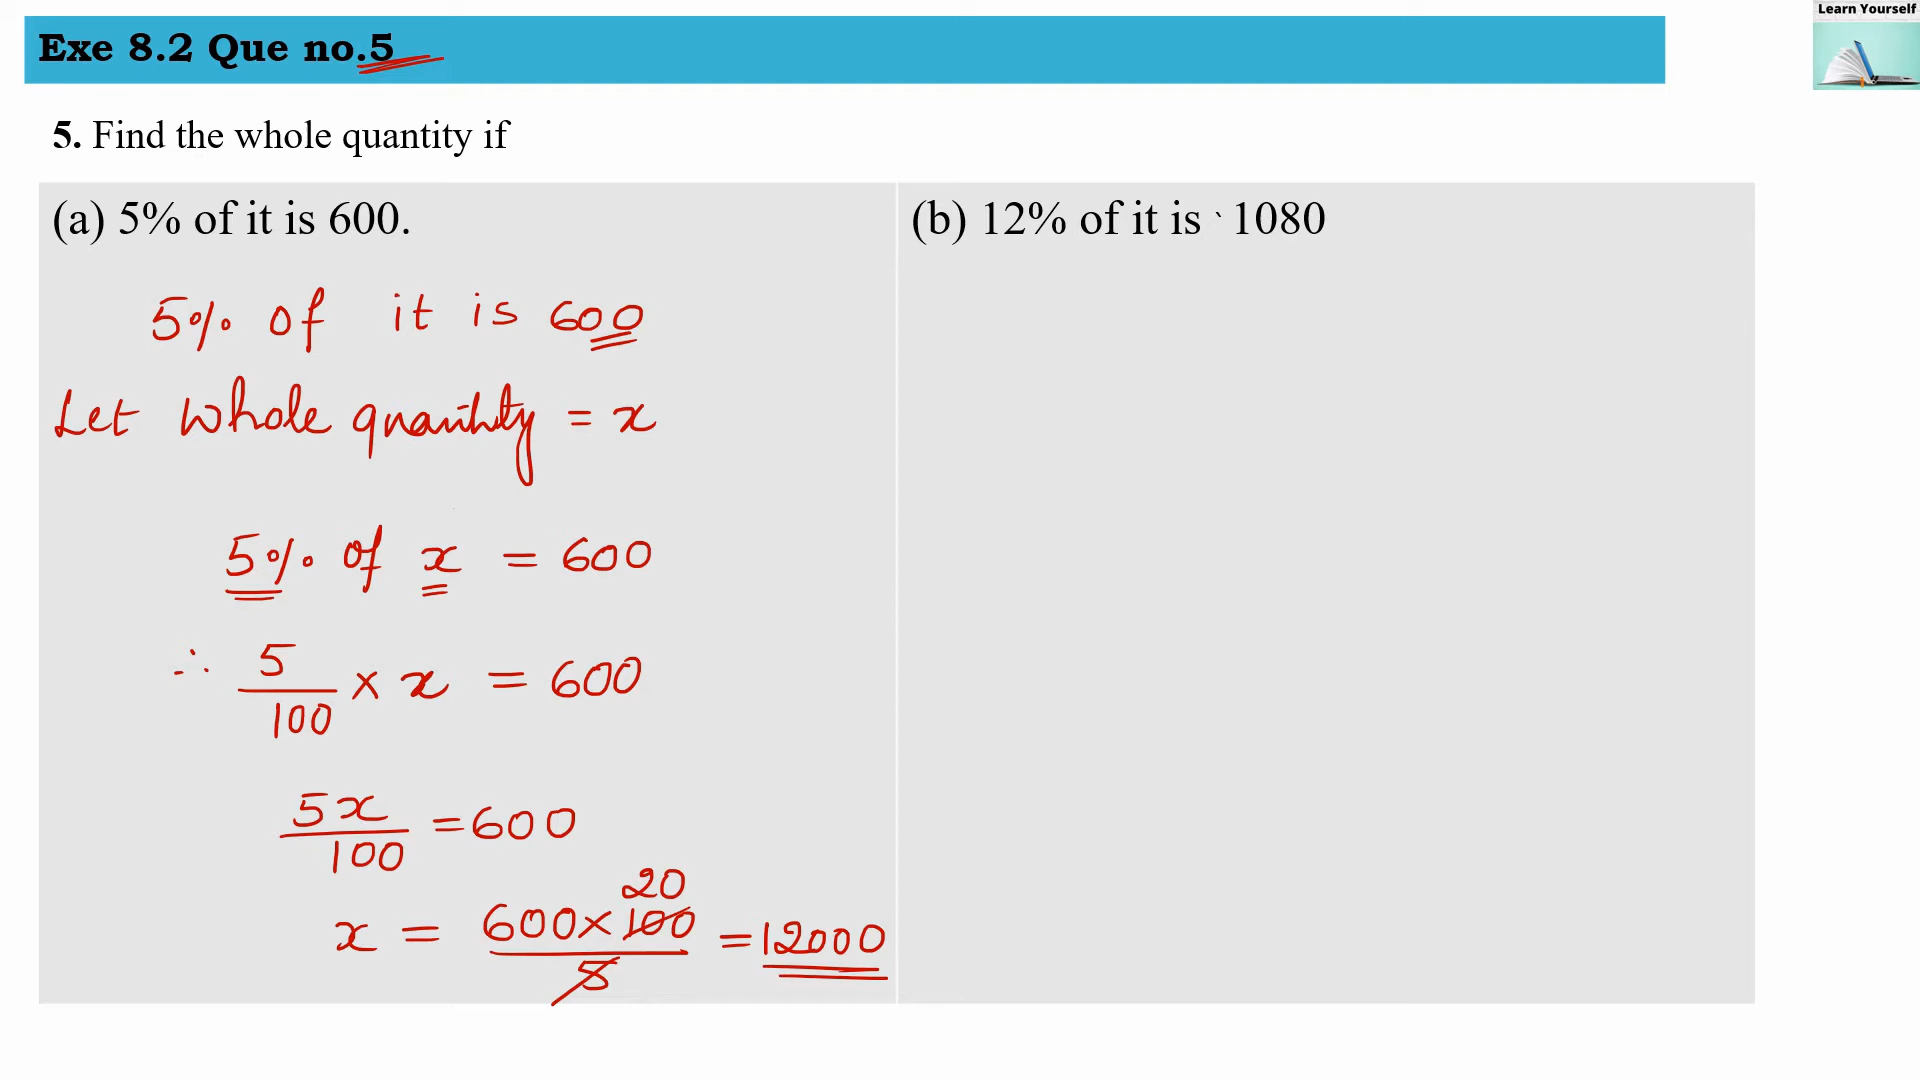 Learn Yourself
Exe 8.2 Que no.5
5. Find the whole quantity if
(a) 5% of it is 600.
5% of it is 600
Let whole quantity = x
5% of x = 600
∴ 5/100 × x = 600
5x/100 = 600
20
x = 600 × 100/5 = 12000
(b) 12% of it is ` 1080